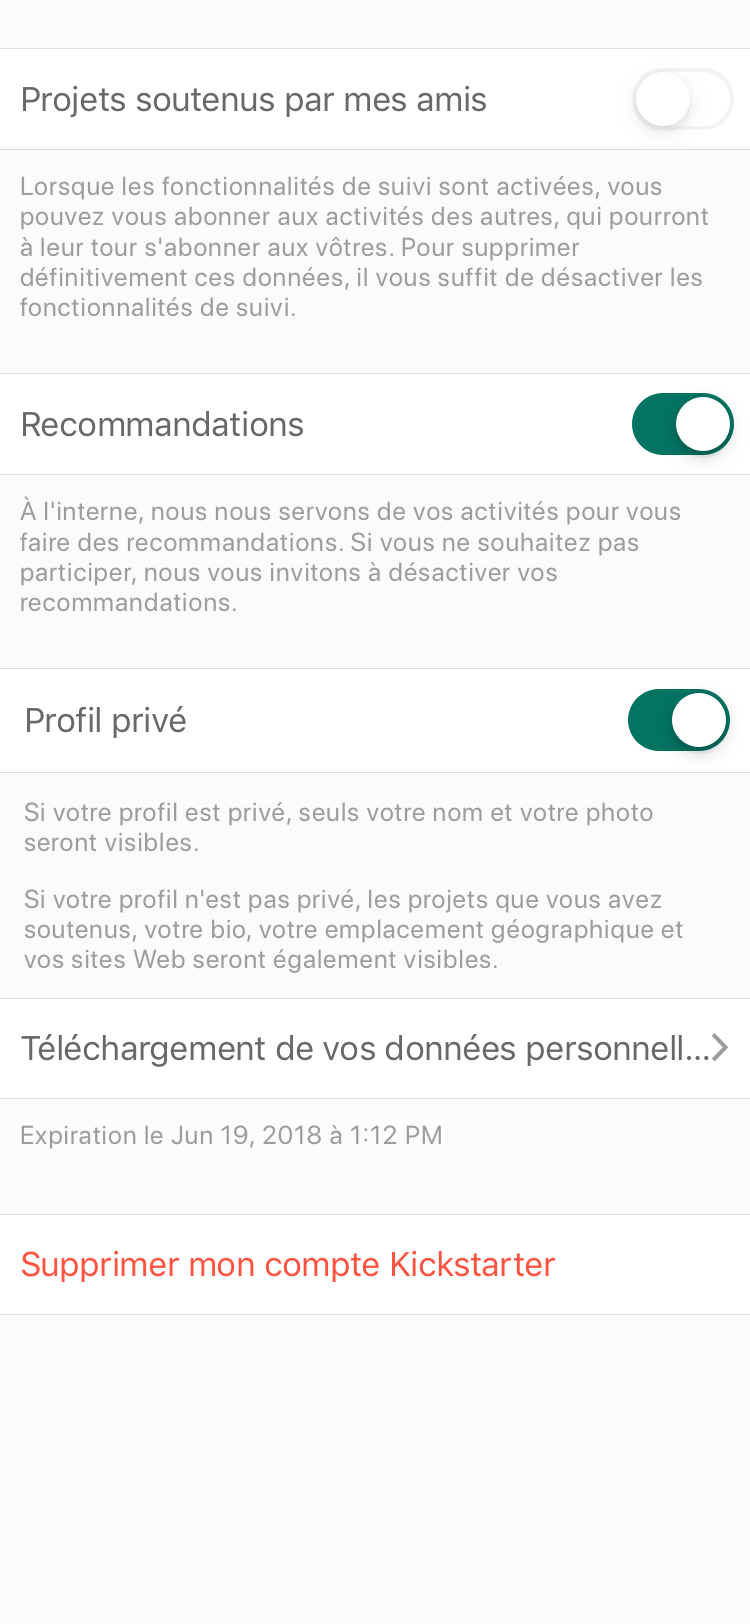 Projets soutenus par mes amis
Lorsque les fonctionnalités de suivi sont activées, vous
pouvez vous abonner aux activités des autres, qui pourront
à leur tour s'abonner aux vôtres. Pour supprimer
définitivement ces données, il vous suffit de désactiver les
fonctionnalités de suivi.
Recommandations
À l'interne, nous nous servons de vos activités pour vous
faire des recommandations. Si vous ne souhaitez pas
participer, nous vous invitons à désactiver vos
recommandations.
Profil privé
Si votre profil est privé, seuls votre nom et votre photo
seront visibles.
Si votre profil n'est pas privé, les projets que vous avez
soutenus, votre bio, votre emplacement géographique et
vos sites Web seront également visibles.
Téléchargement de vos données personnell...
Expiration le Jun 19, 2018 à 1:12 PM
Supprimer mon compte Kickstarter